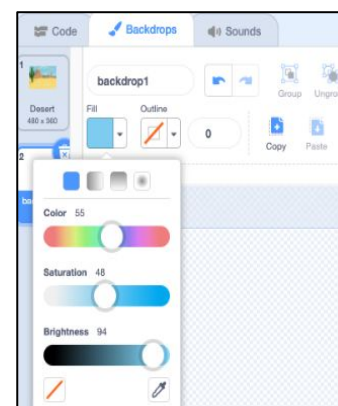 Code Backdrops Sounds
1
backdrop1
Group
Desert
480 x 360
Fill Outline
0
Copy Paste
2
Color 55
Saturation 48
Brightness 94